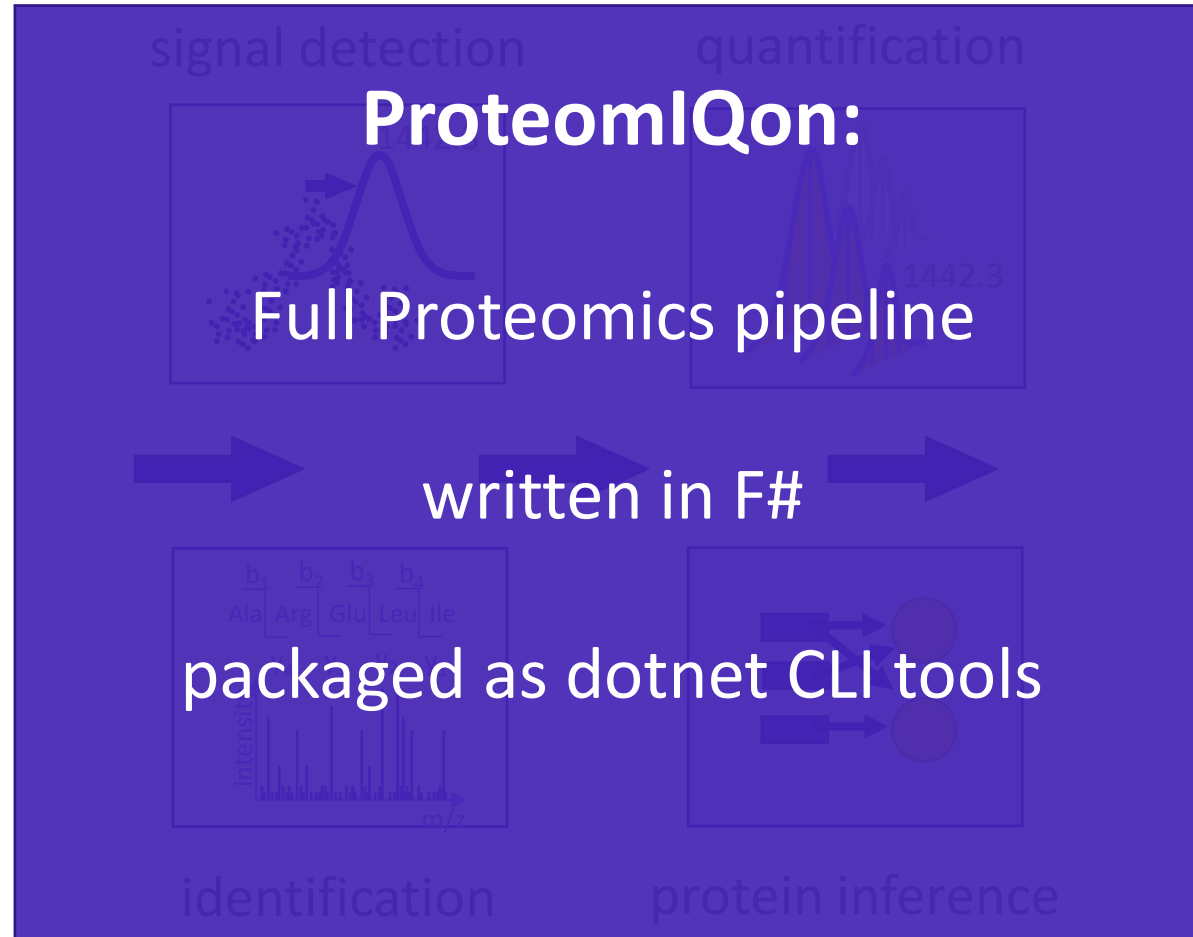 signal detection
quantification
ProteomIQon:
1442.3
Full Proteomics pipeline
written in F#
b1 b2 b3 b4
Ala Arg Glu Leu Ile
packaged as dotnet CLI tools
m/z
identification
protein inference